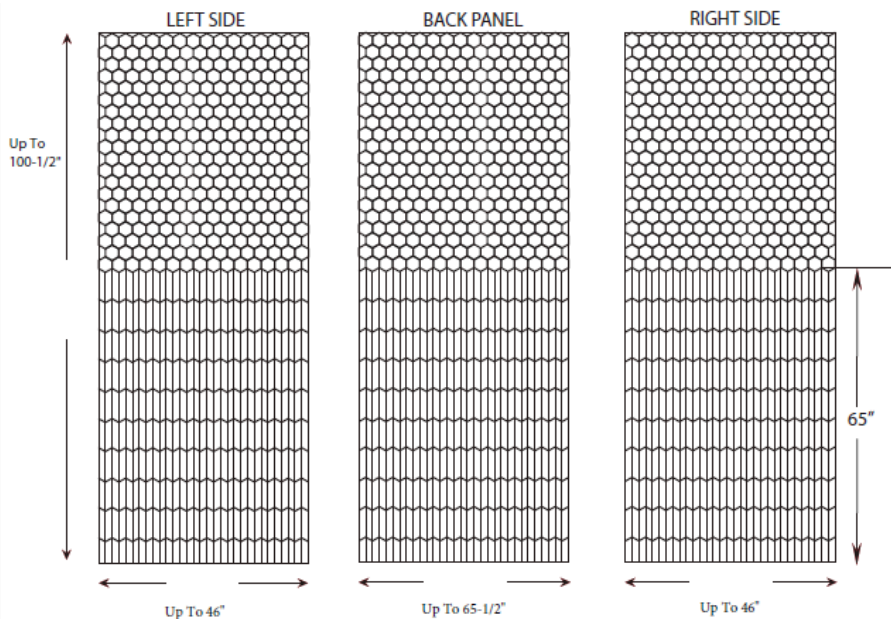 LEFT SIDE
BACK PANEL
RIGHT SIDE
Up To
100-1/2"
65"
Up To 46"
Up To 65-1/2"
Up To 46"